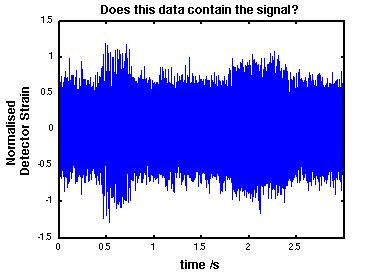 Does this data contain the signal?
1.5
1
0.5
0
-0.5
-1
-1.5
Normalised
Detector Strain
0 0.5 1 1.5 2 2.5
time /s